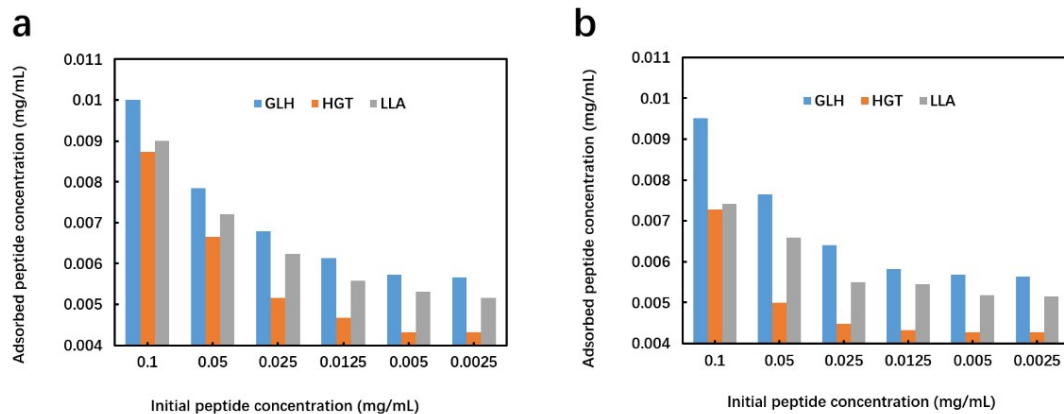 a
Adsorbed peptide concentration (mg/mL)
0.011
0.01
0.009
0.008
0.007
0.006
0.005
0.004
GLH HGT LLA
0.1 0.05 0.025 0.0125 0.005 0.0025
Initial peptide concentration (mg/mL)
b
Adsorbed peptide concentration (mg/mL)
0.011
0.01
0.009
0.008
0.007
0.006
0.005
0.004
GLH HGT LLA
0.1 0.05 0.025 0.0125 0.005 0.0025
Initial peptide concentration (mg/mL)